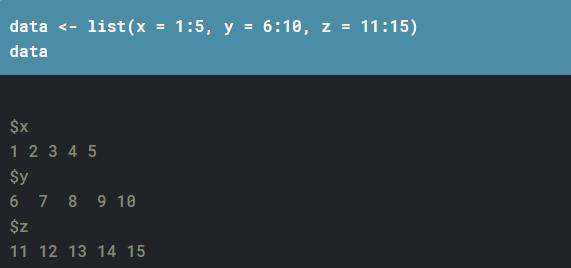 data <- list(x = 1:5, y = 6:10, z = 11:15)
data
$x
1 2 3 4 5
$y
6  7  8  9 10
$z
11 12 13 14 15